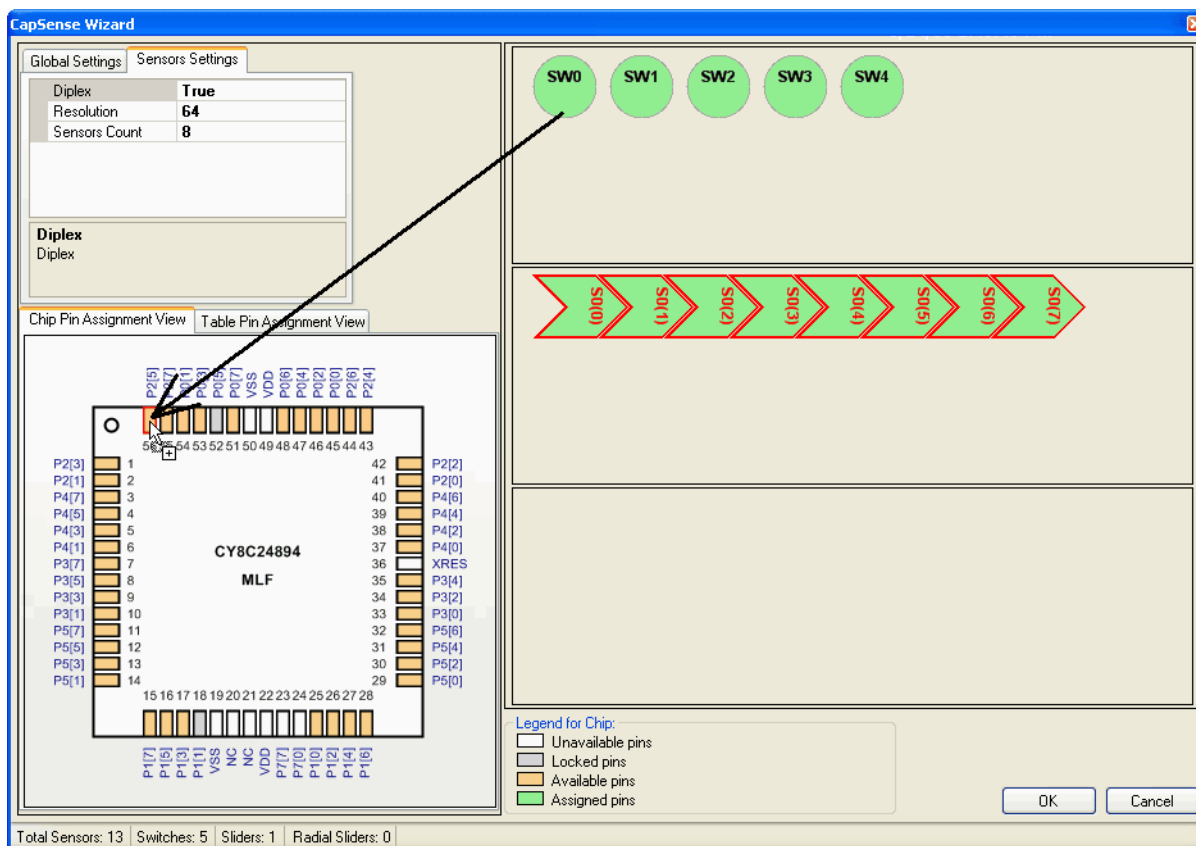 CapSense Wizard
Global Settings Sensors Settings
Diplex True
Resolution 64
Sensors Count 8
Diplex
Diplex
SW0 SW1 SW2 SW3 SW4
S0(0) S0(1) S0(2) S0(3) S0(4) S0(5) S0(6) S0(7)
Chip Pin Assignment View Table Pin Assignment View
P2[5] P0[1] P0[3] P0[5] P0[7] VSS VDD P0[6] P0[4] P0[2] P0[0] P2[6] P2[4]
54 53 52 51 50 49 48 47 46 45 44 43
P2[3] 1 42 P2[2]
P2[1] 2 41 P2[0]
P4[7] 3 40 P4[6]
P4[5] 4 39 P4[4]
P4[3] 5 38 P4[2]
P4[1] 6 37 P4[0]
P3[7] 7 36 XRES
P3[5] 8 35 P3[4]
P3[3] 9 34 P3[2]
P3[1] 10 33 P3[0]
P5[7] 11 32 P5[6]
P5[5] 12 31 P5[4]
P5[3] 13 30 P5[2]
P5[1] 14 29 P5[0]
CY8C24894
MLF
15 16 17 18 19 20 21 22 23 24 25 26 27 28
P1[7] P1[5] P1[3] P1[1] VSS NC NC VDD P7[7] P7[0] P1[0] P1[2] P1[4] P1[6]
Legend for Chip:
Unavailable pins
Locked pins
Available pins
Assigned pins
OK Cancel
Total Sensors: 13 Switches: 5 Sliders: 1 Radial Sliders: 0